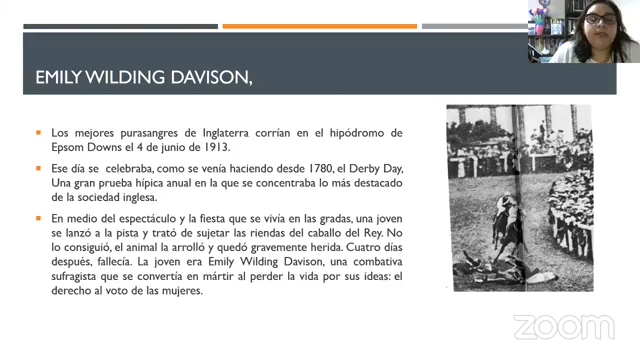 EMILY WILDING DAVISON,
Los mejores purasangres de Inglaterra corrían en el hipódromo de
Epsom Downs el 4 de junio de 1913.
Ese día se celebraba, como se venía haciendo desde 1780, el Derby Day,
Una gran prueba hípica anual en la que se concentraba lo más destacado
de la sociedad inglesa.
En medio del espectáculo y la fiesta que se vivía en las gradas, una joven
se lanzó a la pista y trató de sujetar las riendas del caballo del Rey. No
lo consiguió, el animal la arrolló y quedó gravemente herida. Cuatro días
después, fallecía. La joven era Emily Wilding Davison, una combativa
sufragista que se convertía en mártir al perder la vida por sus ideas: el
derecho al voto de las mujeres.
zoom